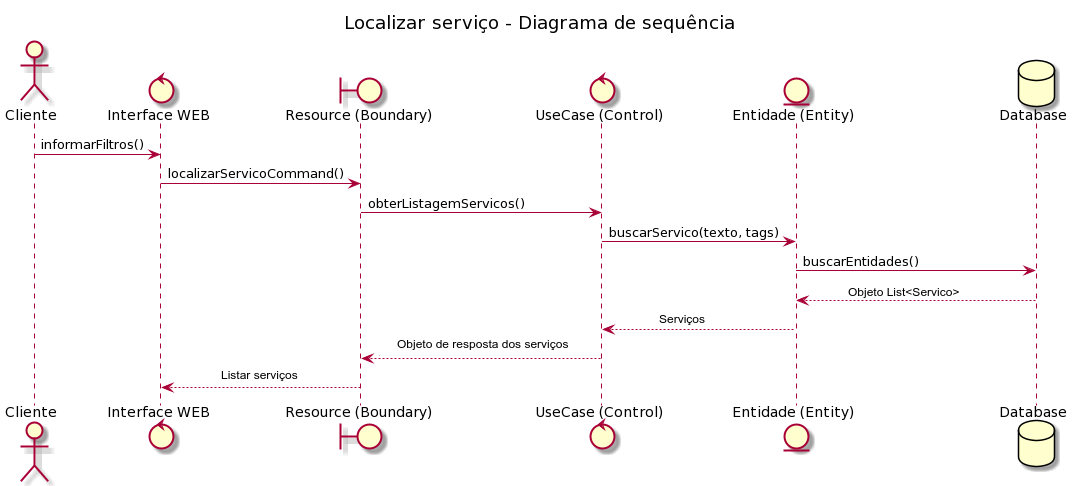 Localizar serviço - Diagrama de sequência
Cliente
Interface WEB
Resource (Boundary)
UseCase (Control)
Entidade (Entity)
Database
informarFiltros()
localizarServicoCommand()
obterListagemServicos()
buscarServico(texto, tags)
buscarEntidades()
Objeto List<Servico>
Serviços
Objeto de resposta dos serviços
Listar serviços
Cliente
Interface WEB
Resource (Boundary)
UseCase (Control)
Entidade (Entity)
Database